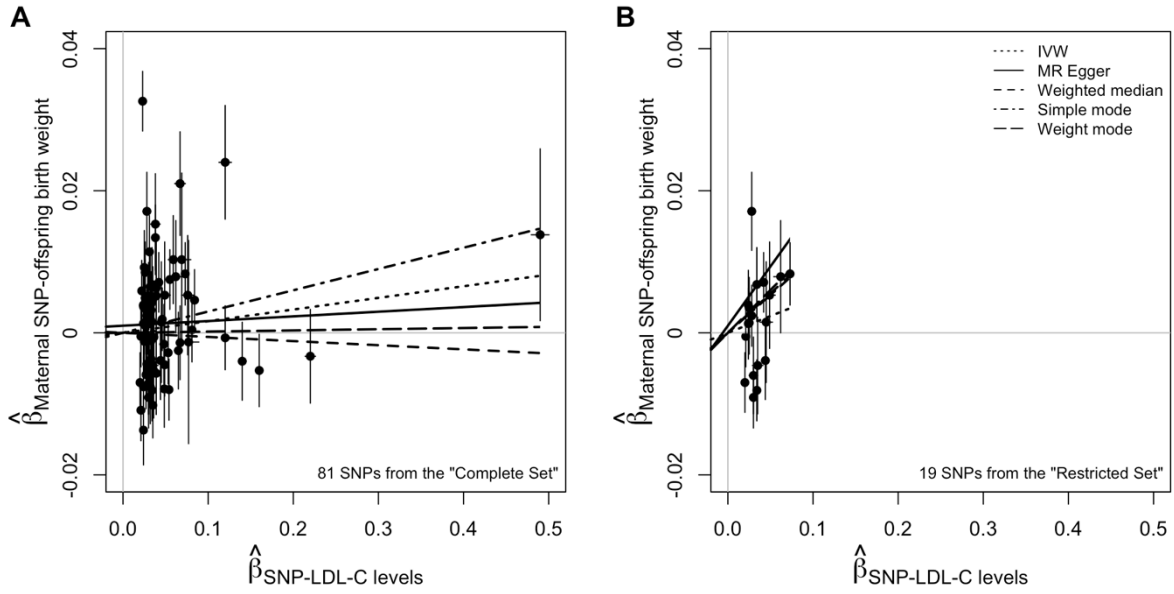 A
0.04
0.02
0
-0.02
β̂Maternal SNP-offspring birth weight
81 SNPs from the "Complete Set"
0.0 0.1 0.2 0.3 0.4 0.5
β̂SNP-LDL-C levels
B
0.04
0.02
0
-0.02
β̂Maternal SNP-offspring birth weight
IVW
MR Egger
Weighted median
Simple mode
Weight mode
19 SNPs from the "Restricted Set"
0.0 0.1 0.2 0.3 0.4 0.5
β̂SNP-LDL-C levels